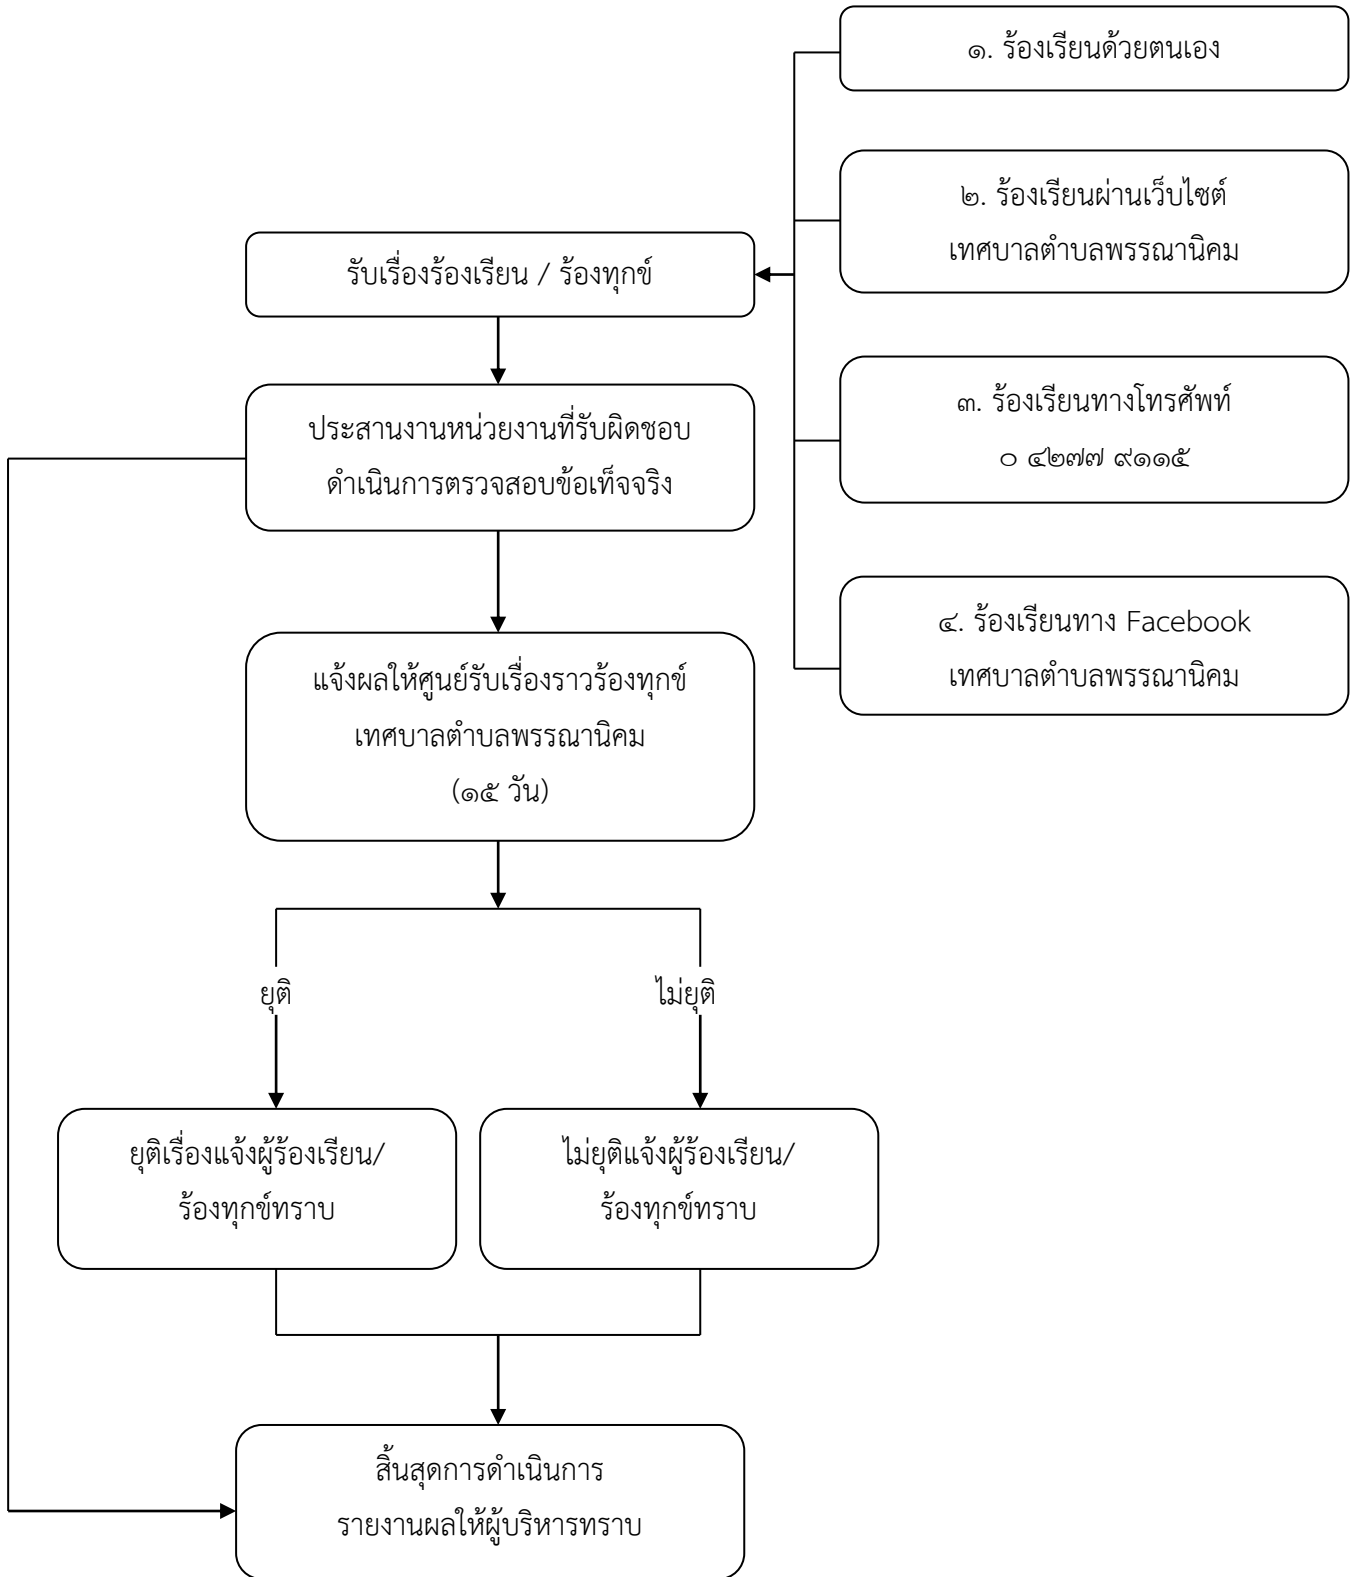 ๑. ร้องเรียนด้วยตนเอง
๒. ร้องเรียนผ่านเว็บไซต์
เทศบาลตำบลพรรณานิคม
รับเรื่องร้องเรียน / ร้องทุกข์
๓. ร้องเรียนทางโทรศัพท์
๐ ๔๒๗๗ ๙๑๑๕
ประสานงานหน่วยงานที่รับผิดชอบ
ดำเนินการตรวจสอบข้อเท็จจริง
๔. ร้องเรียนทาง Facebook
เทศบาลตำบลพรรณานิคม
แจ้งผลให้ศูนย์รับเรื่องราวร้องทุกข์
เทศบาลตำบลพรรณานิคม
(๑๕ วัน)
ยุติ
ไม่ยุติ
ยุติเรื่องแจ้งผู้ร้องเรียน/
ร้องทุกข์ทราบ
ไม่ยุติแจ้งผู้ร้องเรียน/
ร้องทุกข์ทราบ
สิ้นสุดการดำเนินการ
รายงานผลให้ผู้บริหารทราบ